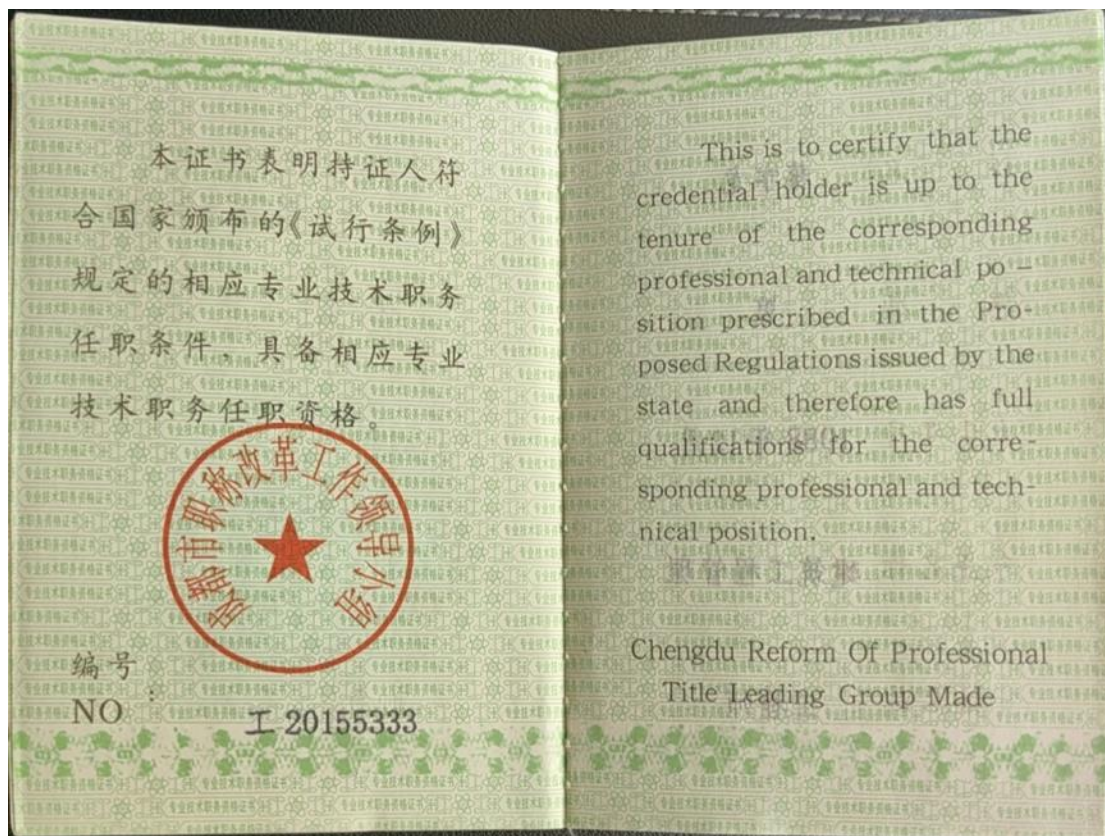 本证书表明持证人符
合国家颁布的《试行条例》
规定的相应专业技术职务
任职条件、具备相应专业
技术职务任职资格。
成都市职称改革工作领导小组
编号
NO
:
工 20155333
This is to certify that the
credential holder is up to the
tenure of the corresponding
professional and technical po –
sition prescribed in the Pro-
posed Regulations issued by the
state and therefore has full
qualifications for the corre-
sponding professional and tech-
nical position.
Chengdu Reform Of Professional
Title Leading Group Made